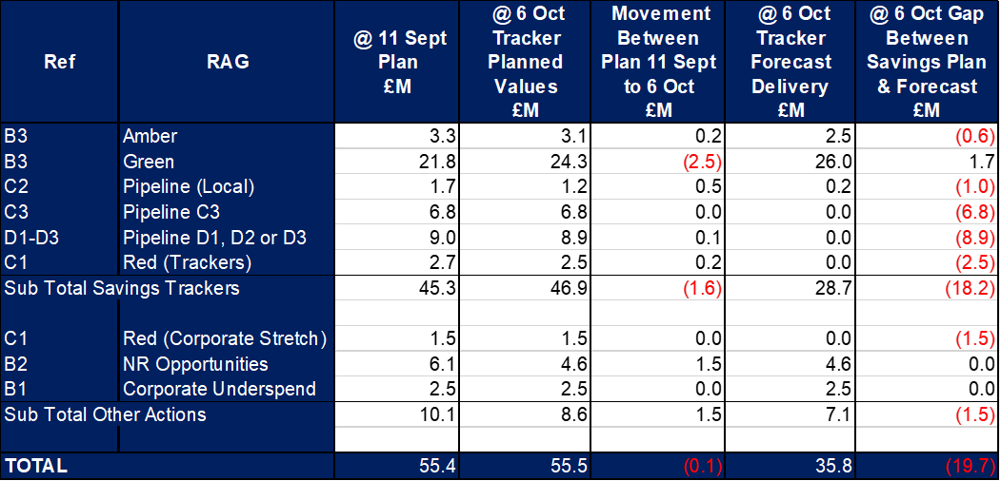 Ref RAG @ 11 Sept Plan £M @ 6 Oct Tracker Planned Values £M Movement Between Plan 11 Sept to 6 Oct £M @ 6 Oct Tracker Forecast Delivery £M @ 6 Oct Gap Between Savings Plan & Forecast £M
B3 Amber 3.3 3.1 0.2 2.5 (0.6)
B3 Green 21.8 24.3 (2.5) 26.0 1.7
C2 Pipeline (Local) 1.7 1.2 0.5 0.2 (1.0)
C3 Pipeline C3 6.8 6.8 0.0 0.0 (6.8)
D1-D3 Pipeline D1, D2 or D3 9.0 8.9 0.1 0.0 (8.9)
C1 Red (Trackers) 2.7 2.5 0.2 0.0 (2.5)
Sub Total Savings Trackers 45.3 46.9 (1.6) 28.7 (18.2)
C1 Red (Corporate Stretch) 1.5 1.5 0.0 0.0 (1.5)
B2 NR Opportunities 6.1 4.6 1.5 4.6 0.0
B1 Corporate Underspend 2.5 2.5 0.0 2.5 0.0
Sub Total Other Actions 10.1 8.6 1.5 7.1 (1.5)
TOTAL 55.4 55.5 (0.1) 35.8 (19.7)